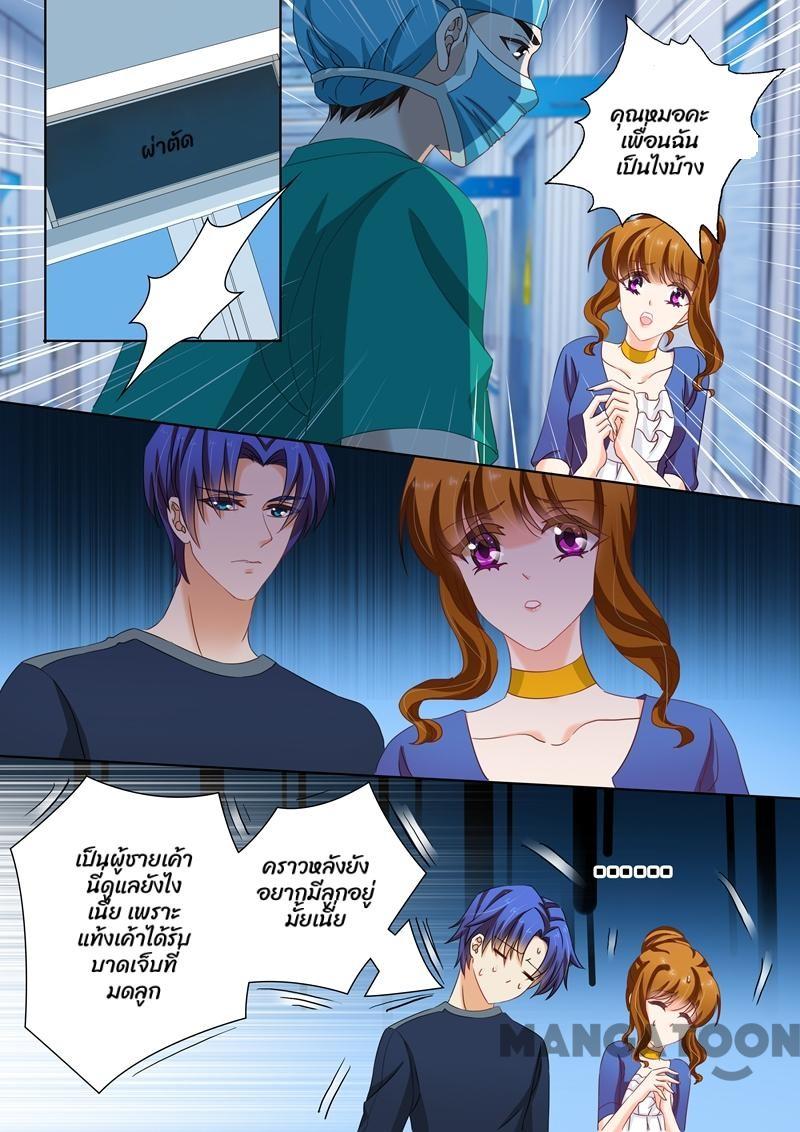 ผ่าตัด
คุณหมอคะ
เพื่อนฉัน
เป็นไงบ้าง
เป็นผู้ชายเค้า
นี่ดูแลยังไง
เนี่ย เพราะ
แท้งเค้าได้รับ
บาดเจ็บที่
มดลูก
คราวหลังยัง
อยากมีลูกอยู่
มั้ยเนี่ย
......
MANGATOON